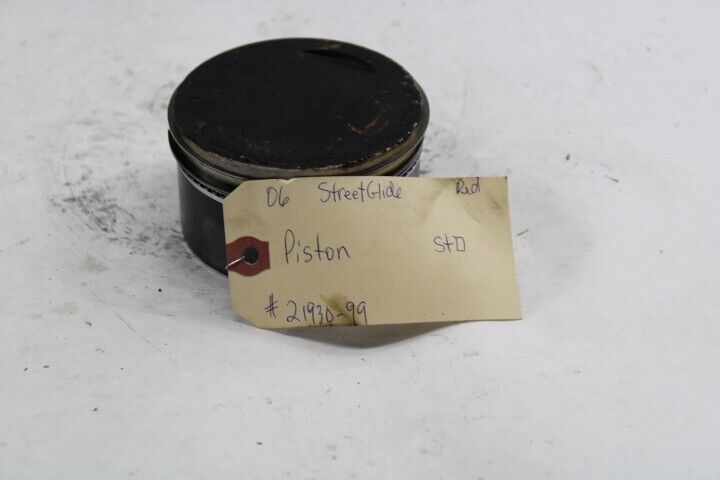 06 StreetGlide Red
Piston STD
# 21930-99